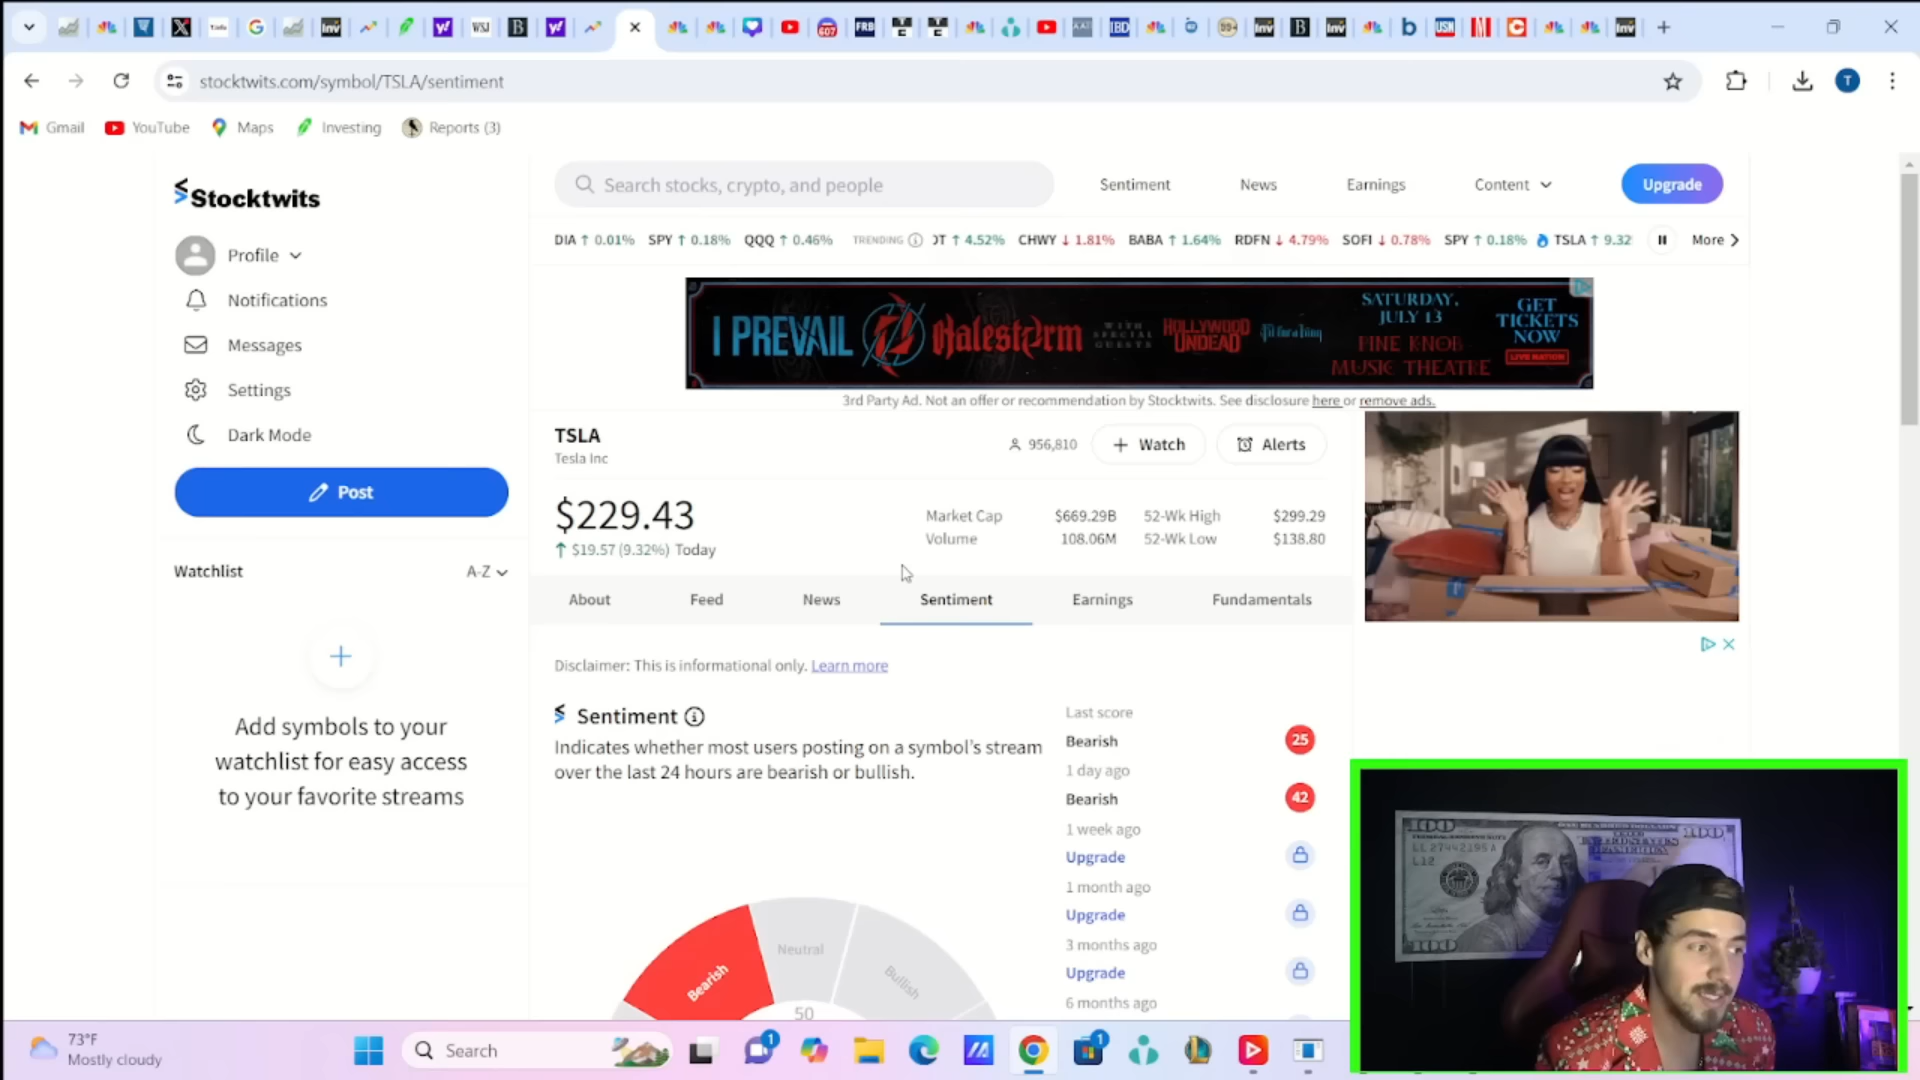 stocktwits.com/symbol/TSLA/sentiment
Gmail
YouTube
Maps
Investing
Reports (3)
Stocktwits
Search stocks, crypto, and people
Sentiment
News
Earnings
Content
Upgrade
DIA ↑ 0.01% SPY ↑ 0.18% QQQ ↑ 0.46% TRENDING OT ↑ 4.52% CHWY ↓ 1.81% BABA ↑ 1.64% RDFN ↓ 4.79% SOFI ↓ 0.78% SPY ↑ 0.18% TSLA ↑ 9.32 More
Profile
Notifications
Messages
Settings
Dark Mode
Post
Watchlist
A-Z
Add symbols to your
watchlist for easy access
to your favorite streams
I PREVAIL
Halestorm
WITH
SPECIAL
GUESTS
HOLLYWOOD
UNDEAD
SATURDAY,
JULY 13
PINE KNOB
MUSIC THEATRE
GET
TICKETS
NOW
LIVE NATION
3rd Party Ad. Not an offer or recommendation by Stocktwits. See disclosure here or remove ads.
TSLA
Tesla Inc
956,810
+ Watch
Alerts
$229.43
↑ $19.57 (9.32%) Today
Market Cap $669.29B 52-Wk High $299.29
Volume 108.06M 52-Wk Low $138.80
About
Feed
News
Sentiment
Earnings
Fundamentals
Disclaimer: This is informational only. Learn more
Sentiment
Indicates whether most users posting on a symbol's stream
over the last 24 hours are bearish or bullish.
Bearish
Neutral
Bullish
50
Last score
Bearish 25
1 day ago
Bearish 42
1 week ago
Upgrade
1 month ago
Upgrade
3 months ago
Upgrade
6 months ago
73°F
Mostly cloudy
Search